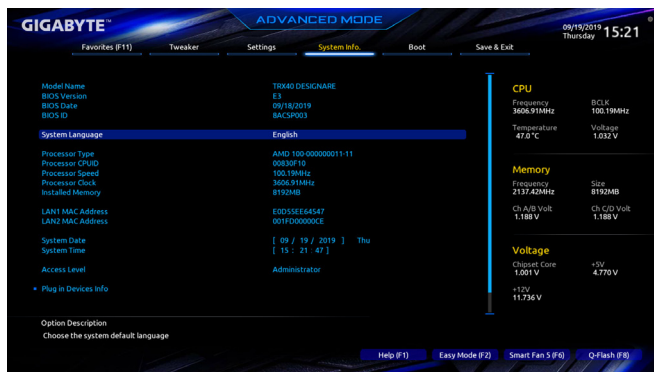 GIGABYTE™
ADVANCED MODE
09/19/2019
Thursday
15:21
Favorites (F11) Tweaker Settings System Info. Boot Save & Exit
Model Name TRX40 DESIGNARE
BIOS Version E3
BIOS Date 09/18/2019
BIOS ID 8ACSP003
System Language English
Processor Type AMD 100-000000011-11
Processor CPUID 00830F10
Processor Speed 100.19MHz
Processor Clock 3606.91MHz
Installed Memory 8192MB
LAN1 MAC Address E0D55EE64547
LAN2 MAC Address 001FD00000CE
System Date [ 09 / 19 / 2019 ] Thu
System Time [ 15 : 21 : 47 ]
Access Level Administrator
Plug in Devices Info
Option Description
Choose the system default language
CPU
Frequency BCLK
3606.91MHz 100.19MHz
Temperature Voltage
47.0 °C 1.032 V
Memory
Frequency Size
2137.42MHz 8192MB
Ch A/B Volt Ch C/D Volt
1.188 V 1.188 V
Voltage
Chipset Core +5V
1.001 V 4.770 V
+12V
11.736 V
Help (F1) Easy Mode (F2) Smart Fan 5 (F6) Q-Flash (F8)